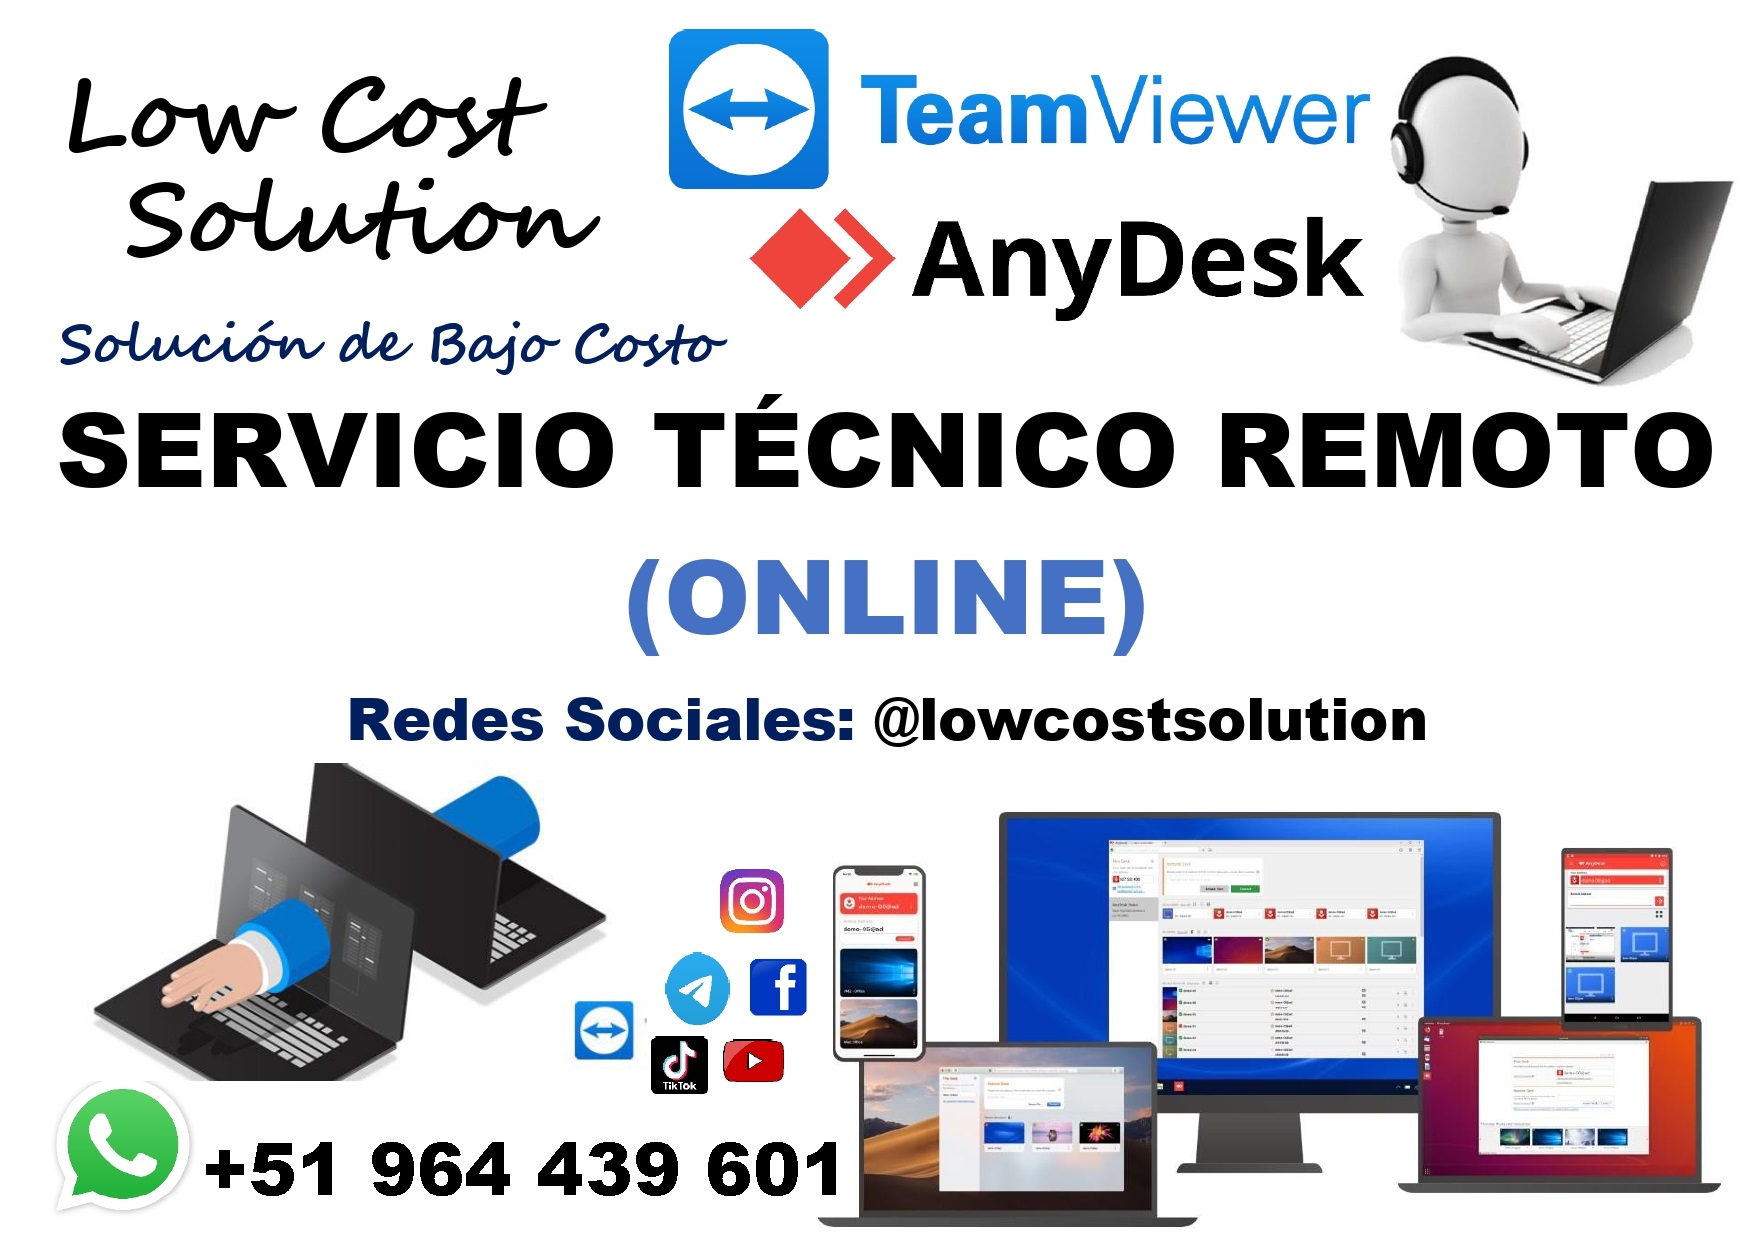 Low Cost
Solution
TeamViewer
AnyDesk
Solución de Bajo Costo
SERVICIO TÉCNICO REMOTO
(ONLINE)
Redes Sociales: @lowcostsolution
TikTok
+51 964 439 601